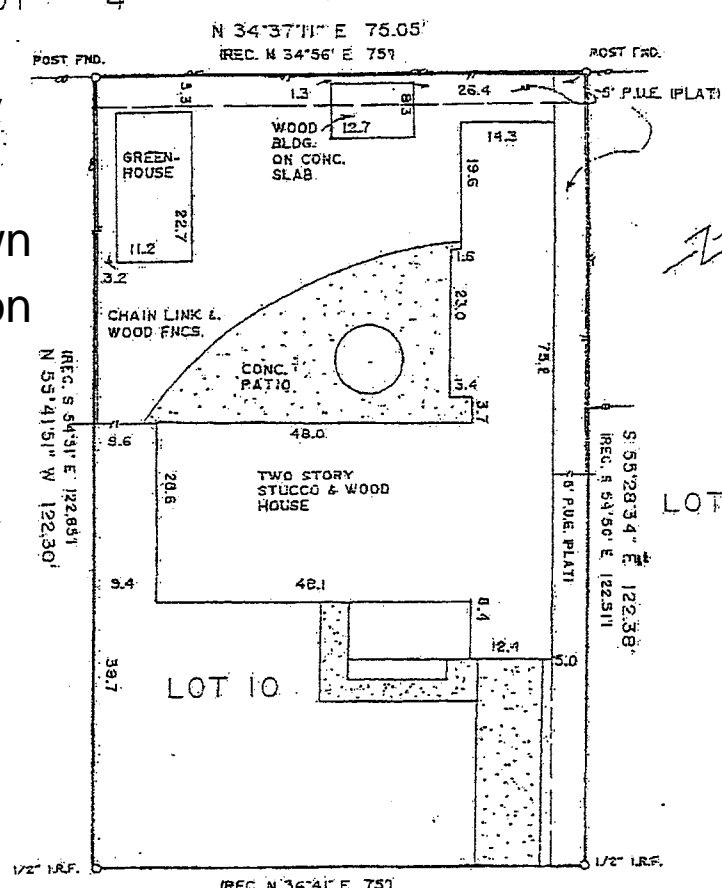 N 34°37'11" E 75.05'
(REC. N 34°56' E 75')
POST FND.
POST FND.
5' P.U.E. (PLAT)
3.3
1.3
26.4
8.3
12.7
WOOD
BLDG.
ON CONC.
SLAB
14.3
GREEN-
HOUSE
19.6
22.7
11.2
3.2
1.6
CHAIN LINK &
WOOD FNCS.
23.0
CONC.
PATIO
75.2
3.4
3.7
9.6
48.0
N 55°41'51" W 122.30'
(REC. S 54°51' E 122.85')
28.6
TWO STORY
STUCCO & WOOD
HOUSE
5' P.U.E. (PLAT)
S 55°28'34" E 122.38'
(REC. S 54°50' E 122.51')
LOT
9.4
48.1
8.4
12.4
5.0
39.7
LOT 10
1/2" I.R.F.
1/2" I.R.F.
(REC. N 34°41' E 75')